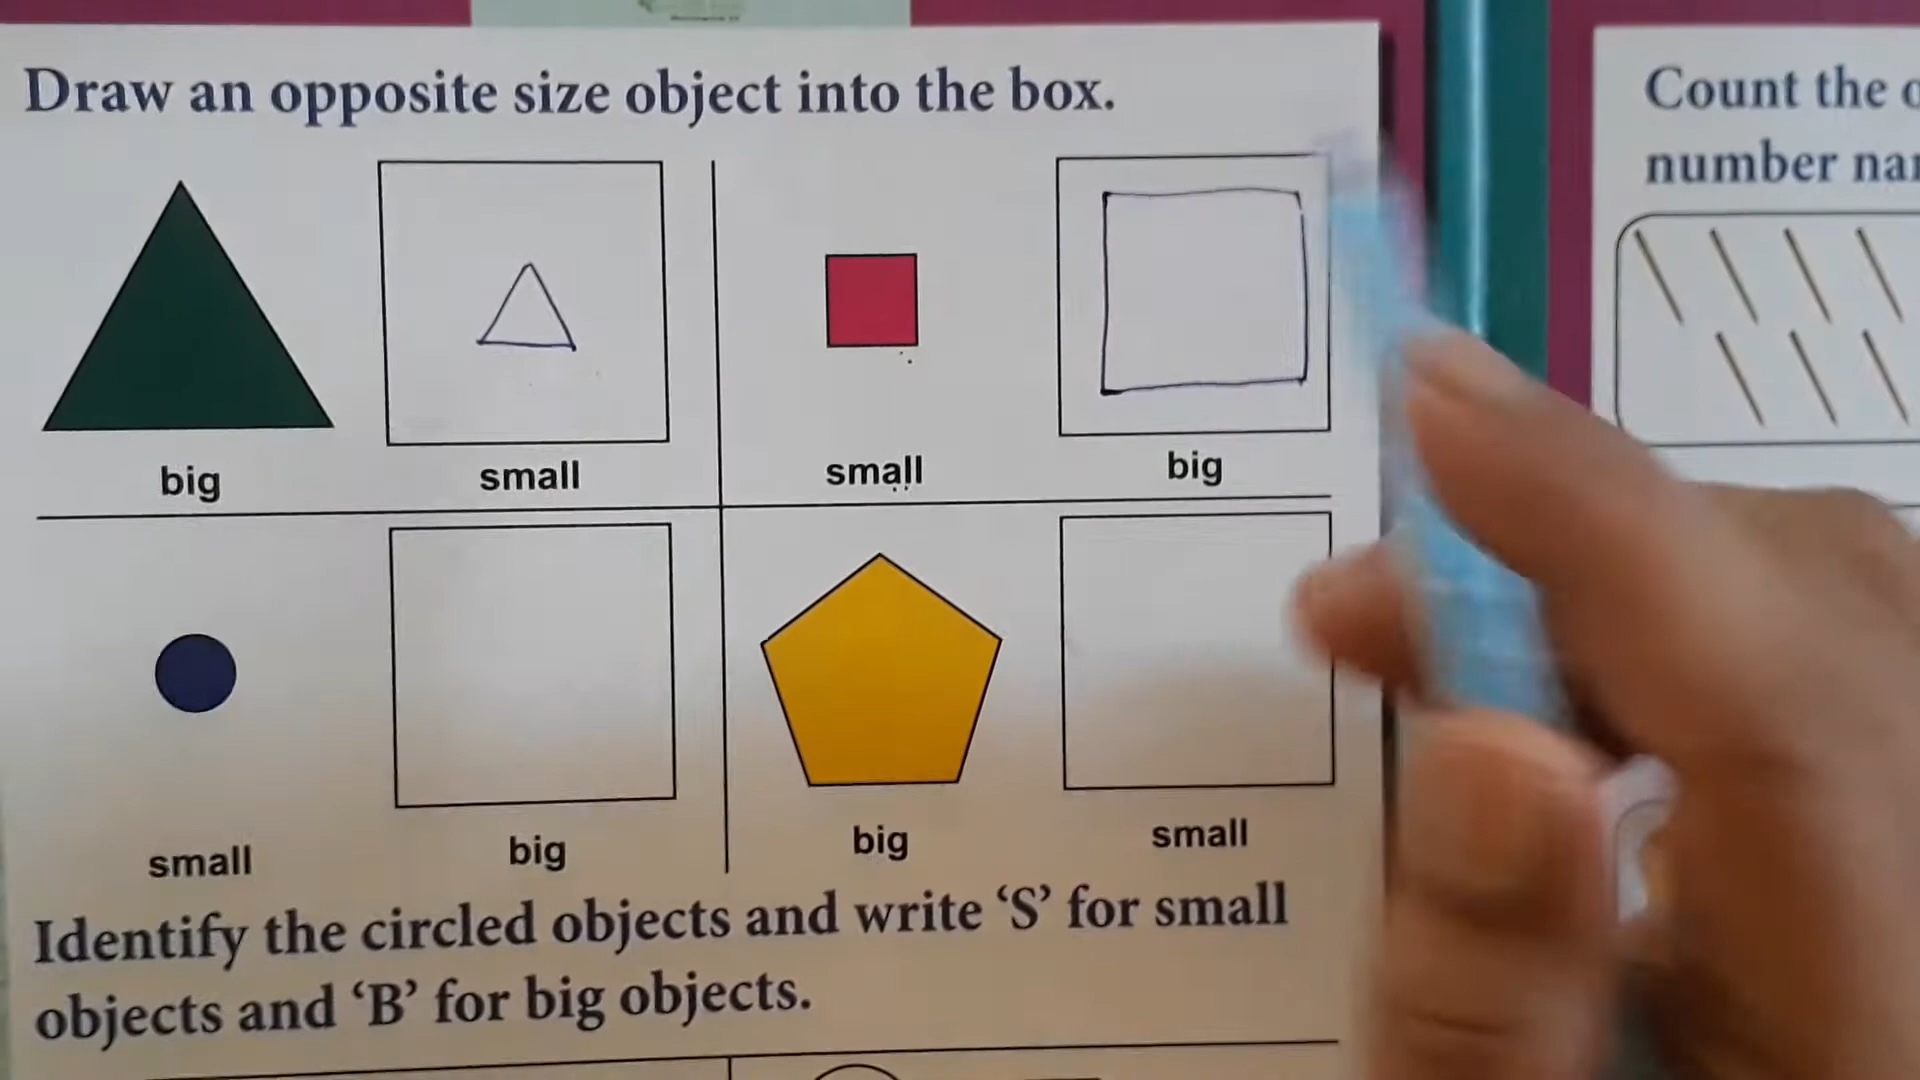 Draw an opposite size object into the box.
big
small
small
big
small
big
big
small
Identify the circled objects and write ‘S’ for small
objects and ‘B’ for big objects.
Count the
number